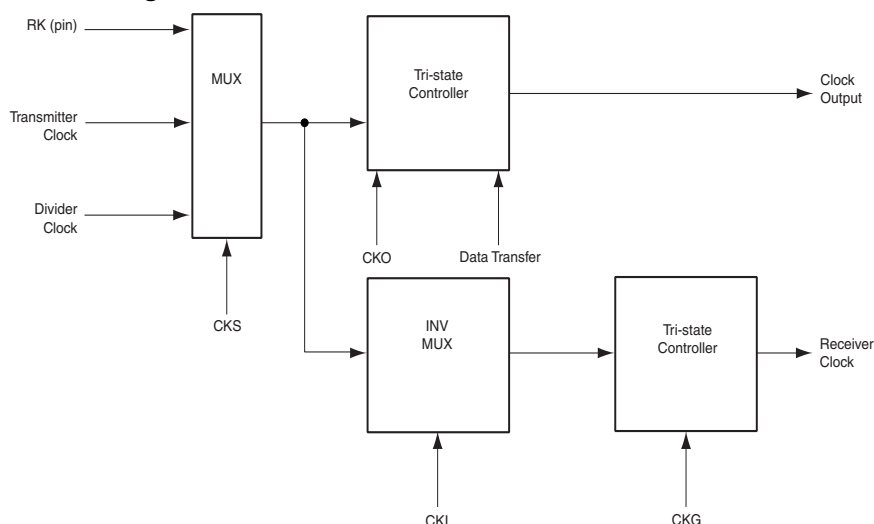 RK (pin)
MUX
Tri-state
Controller
Clock
Output
Transmitter
Clock
Divider
Clock
CKO
Data Transfer
CKS
INV
MUX
Tri-state
Controller
Receiver
Clock
CKI
CKG